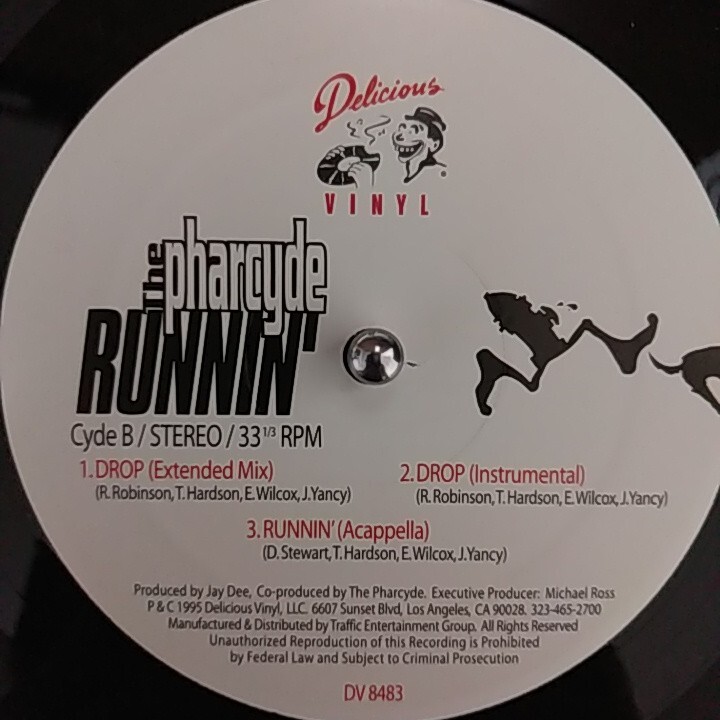 Delicious
VINYL
®
The pharcyde
RUNNIN'
Cyde B / STEREO / 33 1/3 RPM
1. DROP (Extended Mix)
(R. Robinson, T. Hardson, E. Wilcox, J. Yancy)
2. DROP (Instrumental)
(R. Robinson, T. Hardson, E. Wilcox, J. Yancy)
3. RUNNIN' (Acappella)
(D. Stewart, T. Hardson, E. Wilcox, J. Yancy)
Produced by Jay Dee, Co-produced by The Pharcyde. Executive Producer: Michael Ross
P & C 1995 Delicious Vinyl, LLC. 6607 Sunset Blvd, Los Angeles, CA 90028. 323-465-2700
Manufactured & Distributed by Traffic Entertainment Group. All Rights Reserved
Unauthorized Reproduction of this Recording is Prohibited
by Federal Law and Subject to Criminal Prosecution
DV 8483